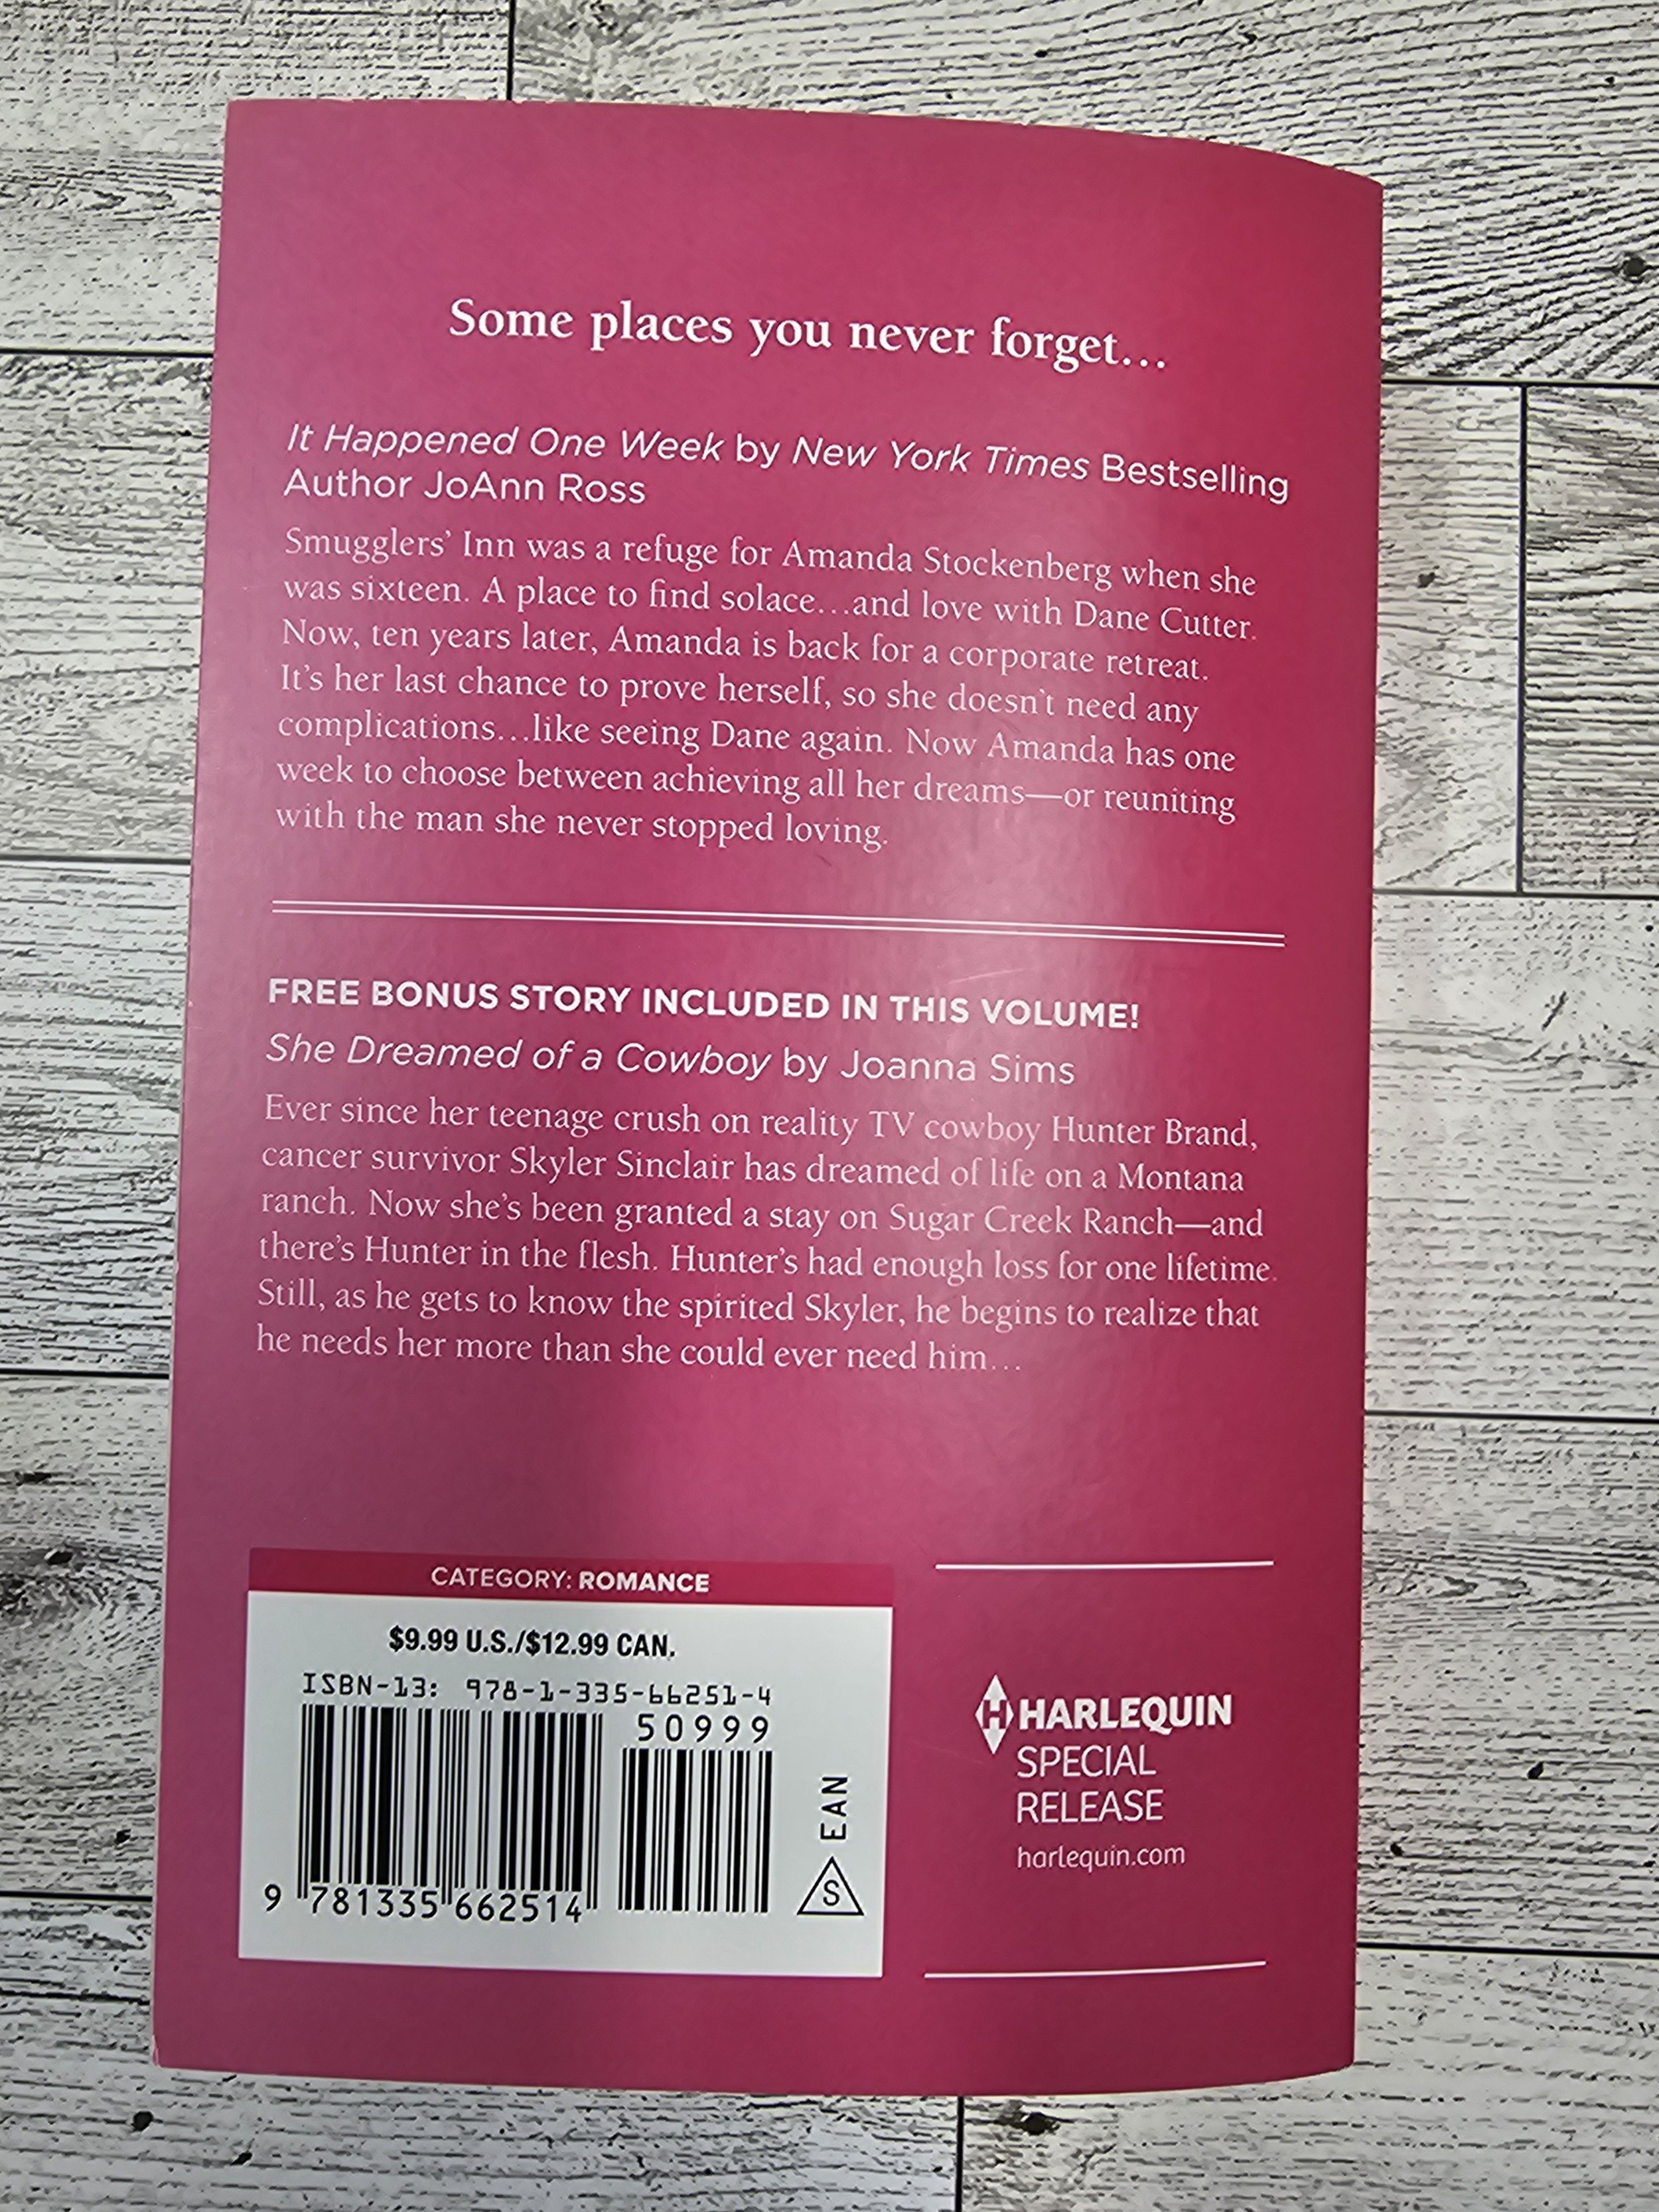 Some places you never forget...
It Happened One Week by New York Times Bestselling
Author JoAnn Ross
Smugglers' Inn was a refuge for Amanda Stockenberg when she
was sixteen. A place to find solace...and love with Dane Cutter.
Now, ten years later, Amanda is back for a corporate retreat.
It's her last chance to prove herself, so she doesn't need any
complications...like seeing Dane again. Now Amanda has one
week to choose between achieving all her dreams—or reuniting
with the man she never stopped loving.
FREE BONUS STORY INCLUDED IN THIS VOLUME!
She Dreamed of a Cowboy by Joanna Sims
Ever since her teenage crush on reality TV cowboy Hunter Brand,
cancer survivor Skyler Sinclair has dreamed of life on a Montana
ranch. Now she's been granted a stay on Sugar Creek Ranch—and
there's Hunter in the flesh. Hunter's had enough loss for one lifetime.
Still, as he gets to know the spirited Skyler, he begins to realize that
he needs her more than she could ever need him...
CATEGORY: ROMANCE
$9.99 U.S./$12.99 CAN.
ISBN-13: 978-1-335-66251-4
50999
9 781335 662514
EAN
S
H HARLEQUIN
SPECIAL
RELEASE
harlequin.com